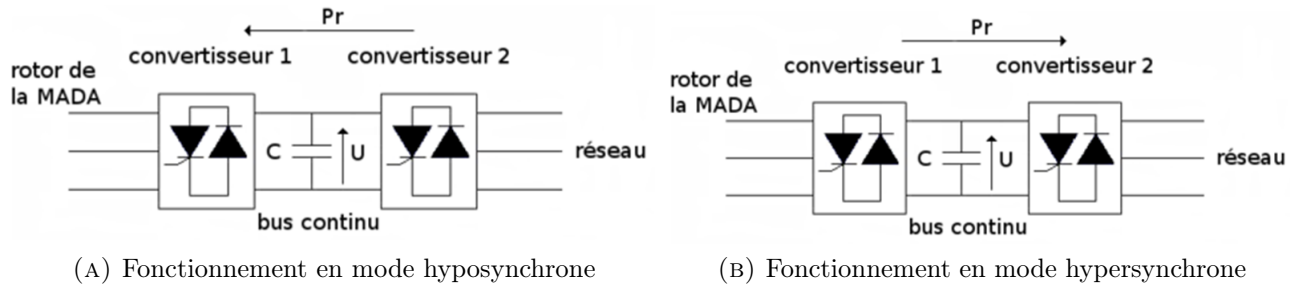 Pr
convertisseur 1
convertisseur 2
rotor de
la MADA
C
U
réseau
bus continu
(A) Fonctionnement en mode hyposynchrone
Pr
convertisseur 1
convertisseur 2
rotor de
la MADA
C
U
réseau
bus continu
(B) Fonctionnement en mode hypersynchrone